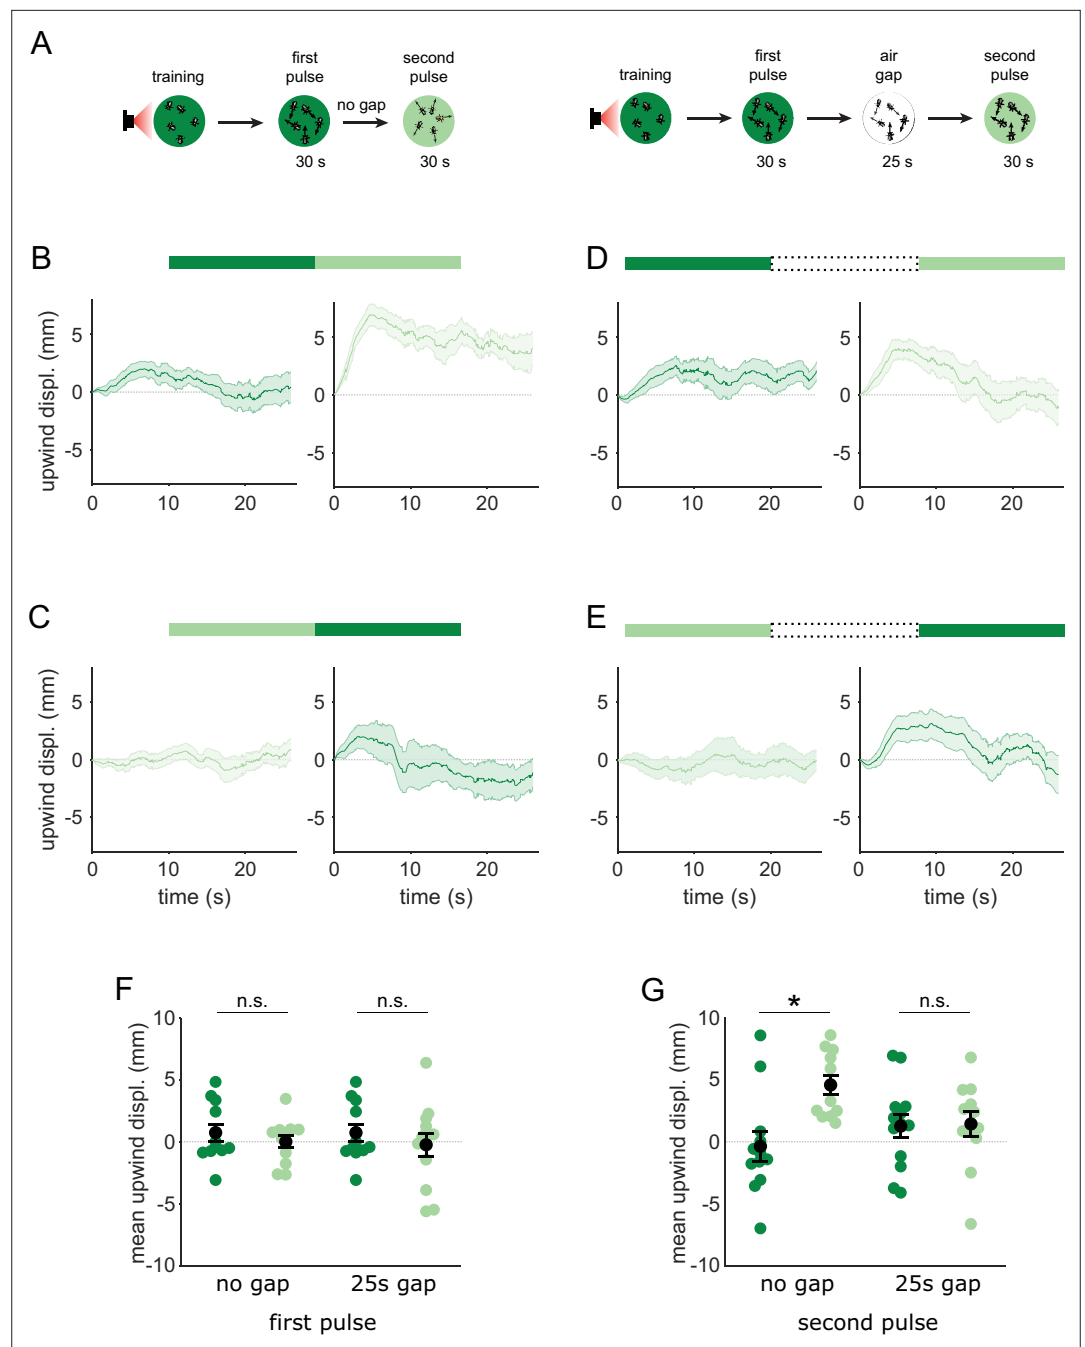 A
training
first
pulse
30 s
no gap
second
pulse
30 s
training
first
pulse
30 s
air
gap
25 s
second
pulse
30 s
B
upwind displ. (mm)
5
0
-5
0 10 20
5
0
-5
0 10 20
D
5
0
-5
0 10 20
5
0
-5
0 10 20
C
upwind displ. (mm)
5
0
-5
0 10 20
time (s)
5
0
-5
0 10 20
time (s)
E
5
0
-5
0 10 20
time (s)
5
0
-5
0 10 20
time (s)
F
n.s.
n.s.
mean upwind displ. (mm)
10
5
0
-5
-10
no gap
25s gap
first pulse
G
*
n.s.
mean upwind displ. (mm)
10
5
0
-5
-10
no gap
25s gap
second pulse